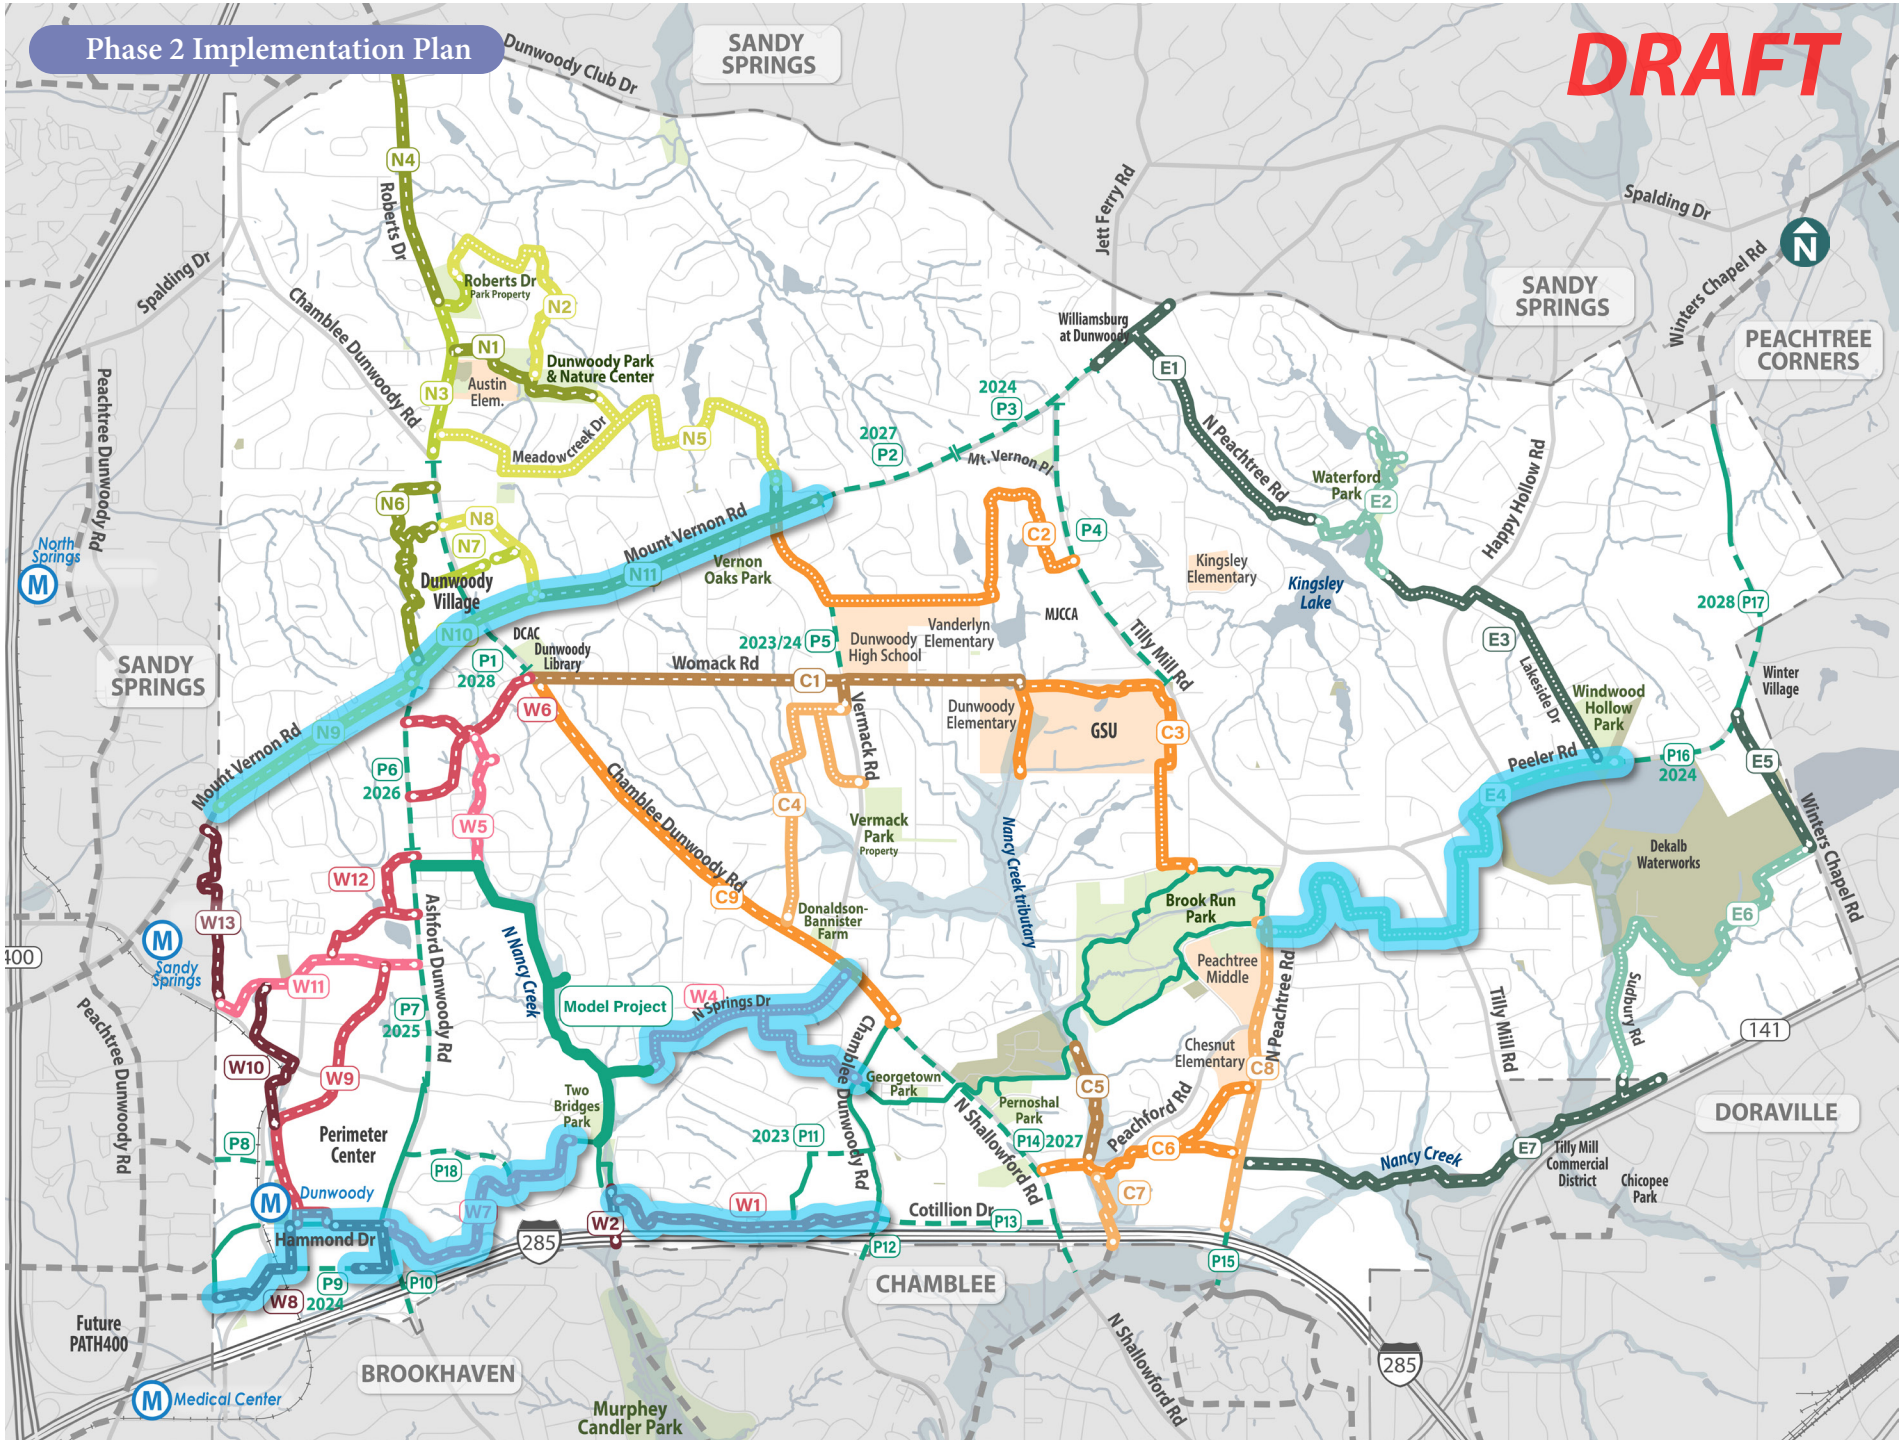 Phase 2 Implementation Plan
DRAFT
SANDY
SPRINGS
Dunwoody Club Dr
N4
Roberts Dr
Jett Ferry Rd
Spalding Dr
N
Spalding Dr
Winters Chapel Rd
SANDY
SPRINGS
PEACHTREE
CORNERS
Roberts Dr
Park Property
N2
Chamblee Dunwoody Rd
Williamsburg
at Dunwoody
N1
Dunwoody Park
& Nature Center
Austin
Elem.
N3
E1
2024
P3
Peachtree Dunwoody Rd
Meadowcreek Dr
N5
2027
P2
Mt. Vernon Pl
N Peachtree Rd
Waterford
Park
E2
Happy Hollow Rd
N6
N8
N7
Mount Vernon Rd
C2
P4
North
Springs
M
Vernon
Oaks Park
N11
Kingsley
Elementary
Kingsley
Lake
Dunwoody
Village
2028
P17
N10
DCAC
Dunwoody
Library
2023/24
P5
Dunwoody
High School
Vanderlyn
Elementary
MJCCA
Tilly Mill Rd
E3
Lakeside Dr
SANDY
SPRINGS
P1
2028
Womack Rd
C1
Winter
Village
Windwood
Hollow
Park
W6
Vermack Rd
Dunwoody
Elementary
GSU
C3
N9
Mount Vernon Rd
Peeler Rd
P16
2024
E5
P6
2026
Chamblee Dunwoody Rd
C4
E4
W5
Vermack
Park
Property
Nancy Creek tributary
Dekalb
Waterworks
Winters Chapel Rd
W12
C9
Brook Run
Park
Donaldson-
Bannister
Farm
E6
W13
Ashford Dunwoody Rd
N Nancy Creek
M
Sandy
Springs
400
Peachtree
Middle
N Peachtree Rd
W11
Model Project
W4
N Springs Dr
P7
2025
Sudbury Rd
Tilly Mill Rd
141
Peachtree Dunwoody Rd
Chamblee Dunwoody Rd
Chesnut
Elementary
W10
W9
C8
Georgetown
Park
C5
Two
Bridges
Park
Pernoshal
Park
N Shallowford Rd
Peachford Rd
DORAVILLE
P8
Perimeter
Center
2023
P11
P14
2027
C6
E7
Tilly Mill
Commercial
District
Nancy Creek
P18
Chicopee
Park
M
Dunwoody
W7
W1
C7
Cotillion Dr
P13
W2
Hammond Dr
285
P12
P15
P9
P10
W8
2024
CHAMBLEE
Future
PATH400
N Shallowford Rd
285
BROOKHAVEN
M
Medical Center
Murphey
Candler Park